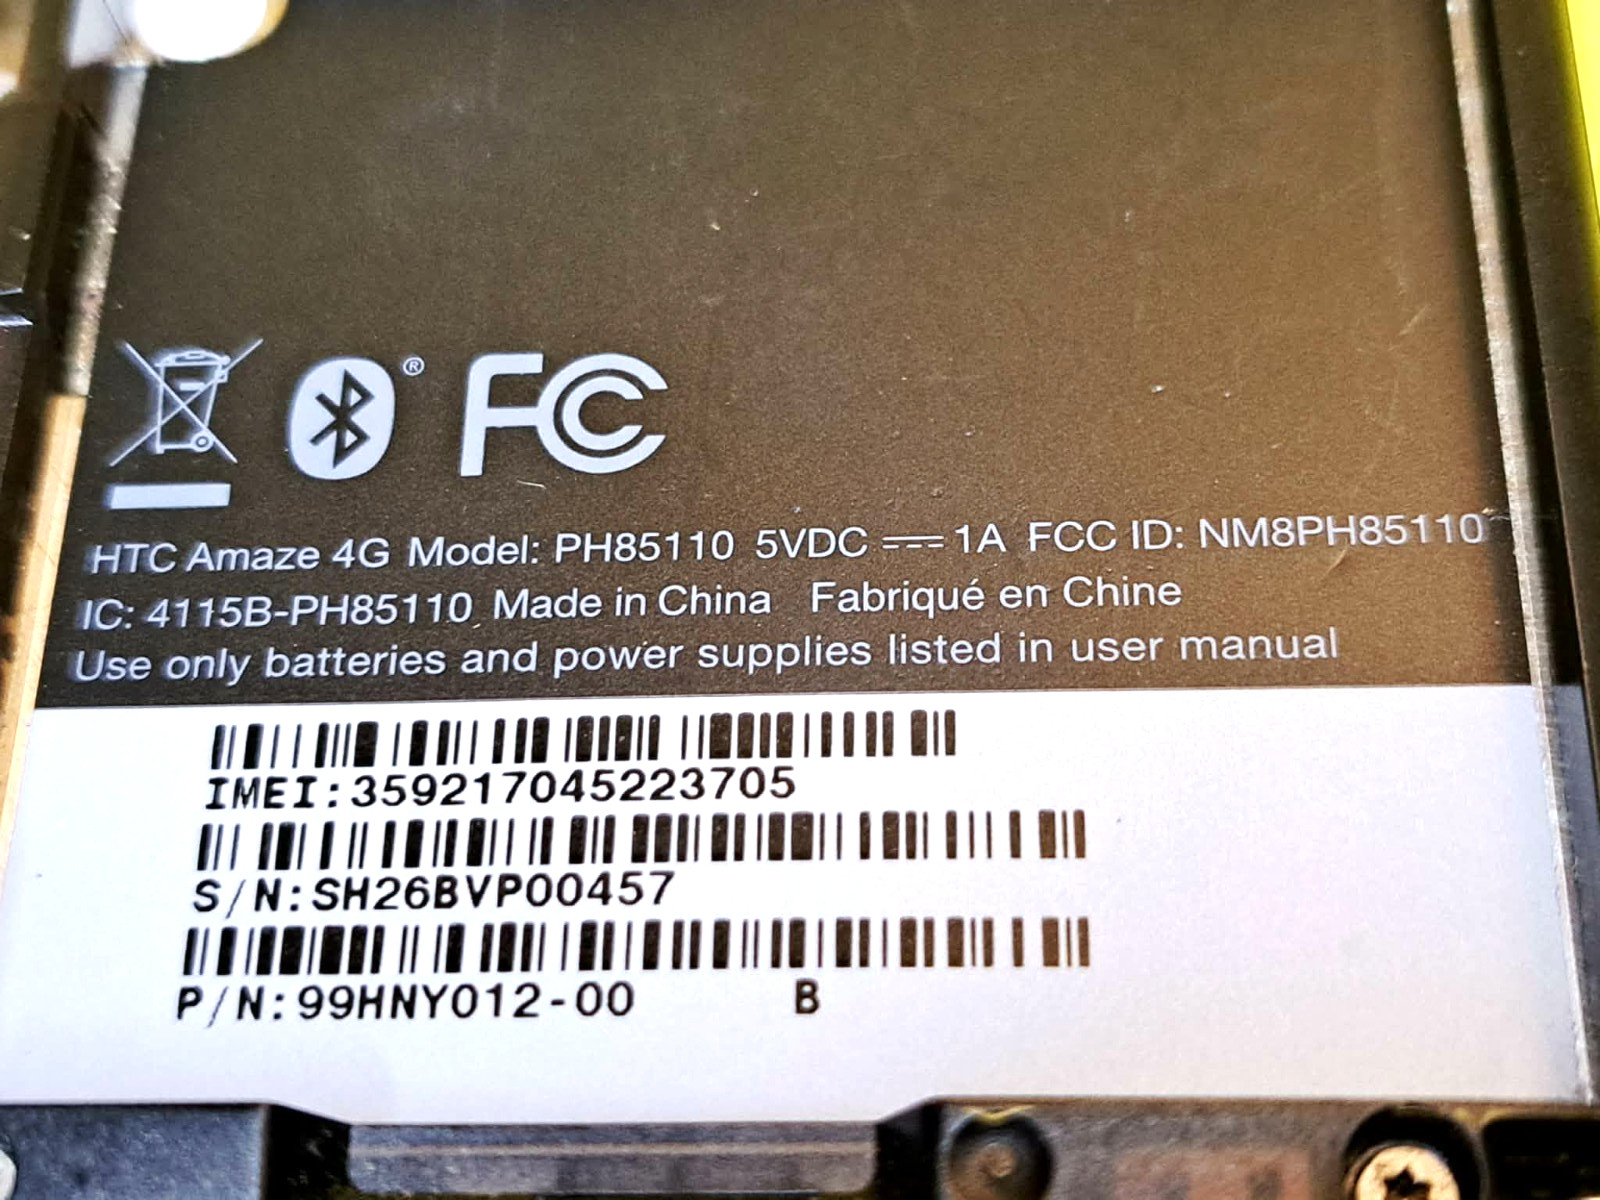 ®
FC
HTC Amaze 4G Model: PH85110 5VDC ⎓ 1A FCC ID: NM8PH85110
IC: 4115B-PH85110 Made in China Fabriqué en Chine
Use only batteries and power supplies listed in user manual
IMEI:359217045223705
S/N:SH26BVP00457
P/N:99HNY012-00 B